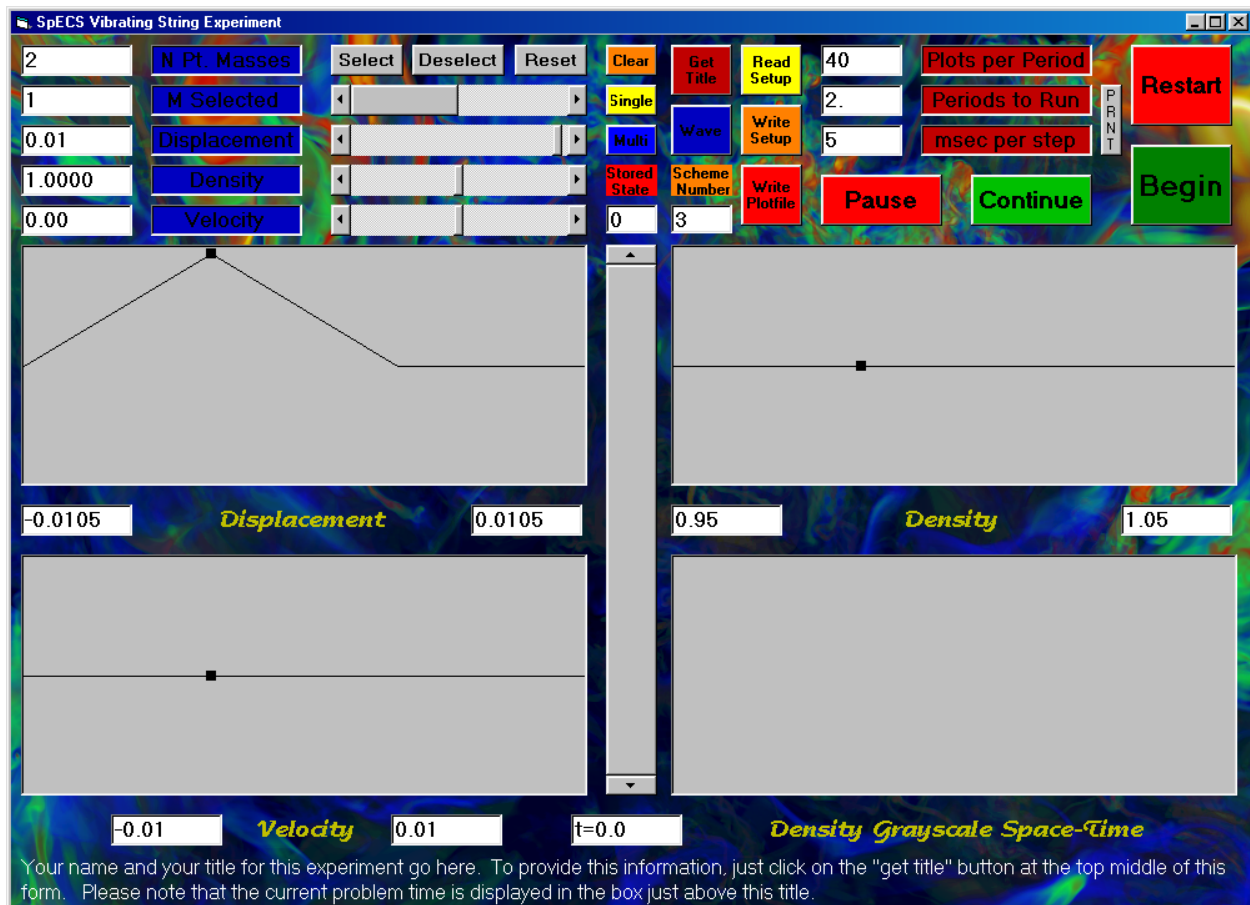 SpECS Vibrating String Experiment
2 N Pt. Masses Select Deselect Reset Clear Get Title Read Setup 40 Plots per Period Restart
1 M Selected Single Wave Write Setup 2. Periods to Run PRNT
0.01 Displacement Multi 5 msec per step
1.0000 Density Stored State Scheme Number Write Plotfile Pause Continue Begin
0.00 Velocity 0 3
-0.0105 Displacement 0.0105 0.95 Density 1.05
-0.01 Velocity 0.01 t=0.0 Density Grayscale Space-Time
Your name and your title for this experiment go here. To provide this information, just click on the "get title" button at the top middle of this
form. Please note that the current problem time is displayed in the box just above this title.